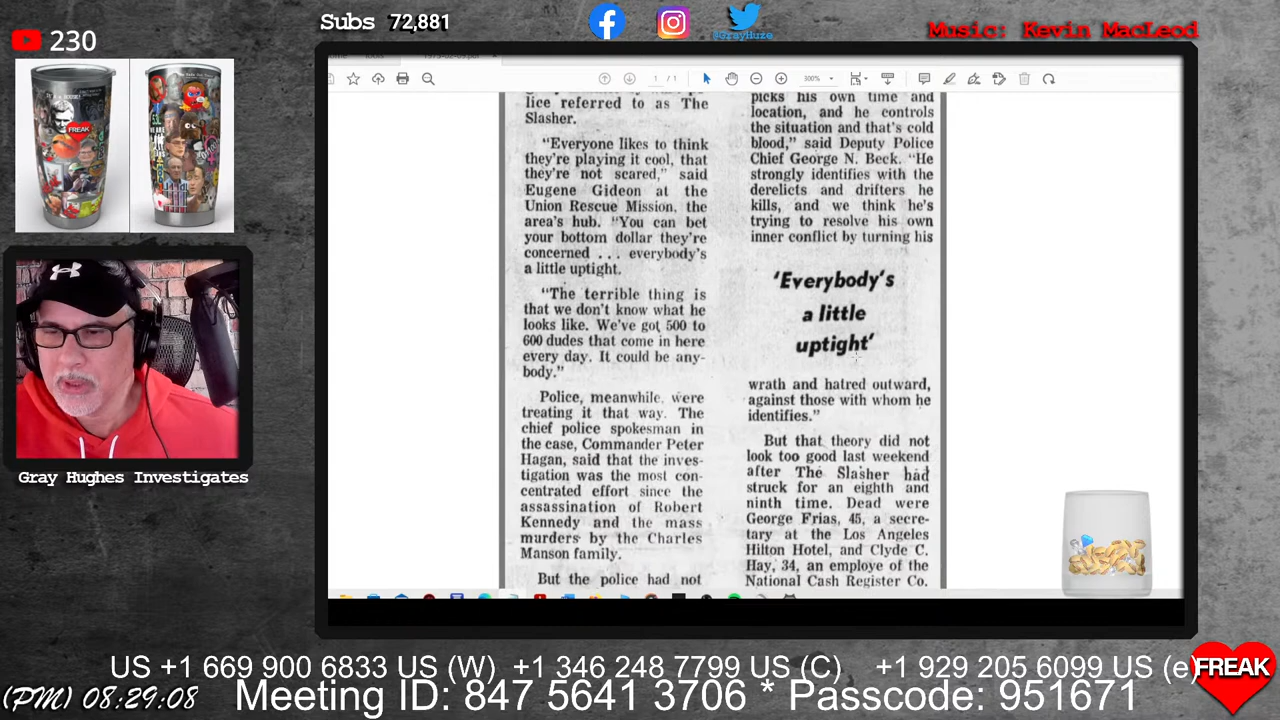 Subs 72,881
@GrayHuze
Music: Kevin MacLeod
230
FREAK
Gray Hughes Investigates
1 / 1
300%
lice referred to as The
Slasher.
“Everyone likes to think
they’re playing it cool, that
they’re not scared,” said
Eugene Gideon at the
Union Rescue Mission, the
area’s hub. “You can bet
your bottom dollar they’re
concerned . . . everybody’s
a little uptight.
“The terrible thing is
that we don’t know what he
looks like. We’ve got 500 to
600 dudes that come in here
every day. It could be any-
body.”
Police, meanwhile, were
treating it that way. The
chief police spokesman in
the case, Commander Peter
Hagan, said that the inves-
tigation was the most con-
centrated effort since the
assassination of Robert
Kennedy and the mass
murders by the Charles
Manson family.
But the police had not
picks his own time and
location, and he controls
the situation and that’s cold
blood,” said Deputy Police
Chief George N. Beck. “He
strongly identifies with the
derelicts and drifters he
kills, and we think he’s
trying to resolve his own
inner conflict by turning his
‘Everybody’s
a little
uptight’
wrath and hatred outward,
against those with whom he
identifies.”
But that theory did not
look too good last weekend
after The Slasher had
struck for an eighth and
ninth time. Dead were
George Frias, 45, a secre-
tary at the Los Angeles
Hilton Hotel, and Clyde C.
Hay, 34, an employe of the
National Cash Register Co.
US +1 669 900 6833 US (W) +1 346 248 7799 US (C) +1 929 205 6099 US (e)
FREAK
(PM) 08:29:08
Meeting ID: 847 5641 3706 * Passcode: 951671